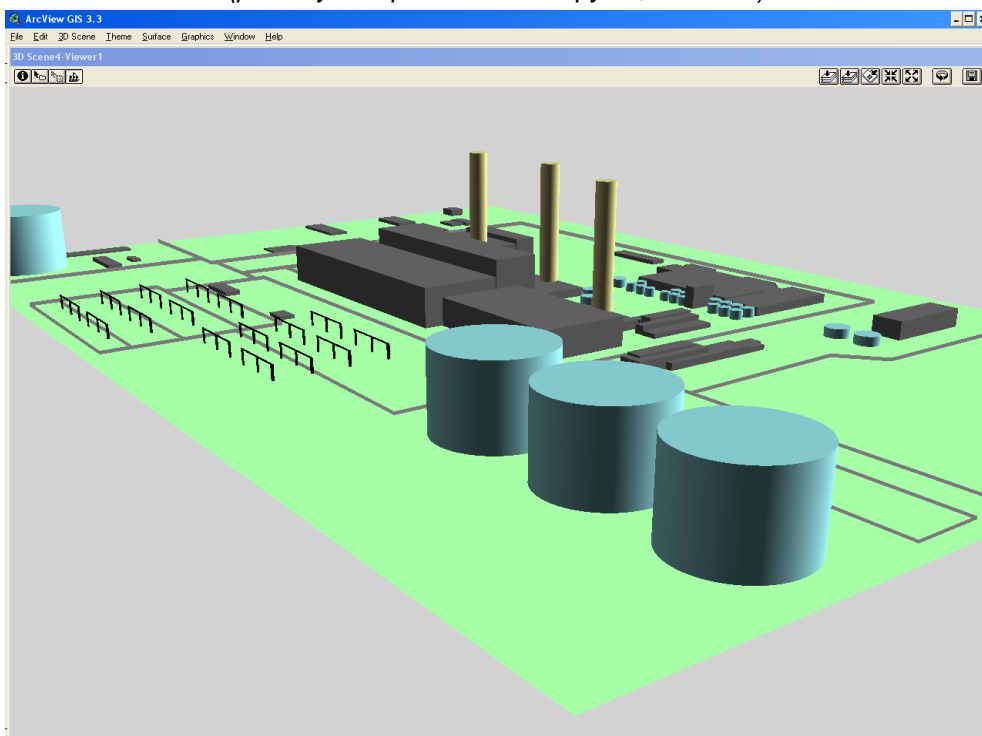 ArcView GIS 3.3
File Edit 3D Scene Theme Surface Graphics Window Help
3D Scene4-Viewer1